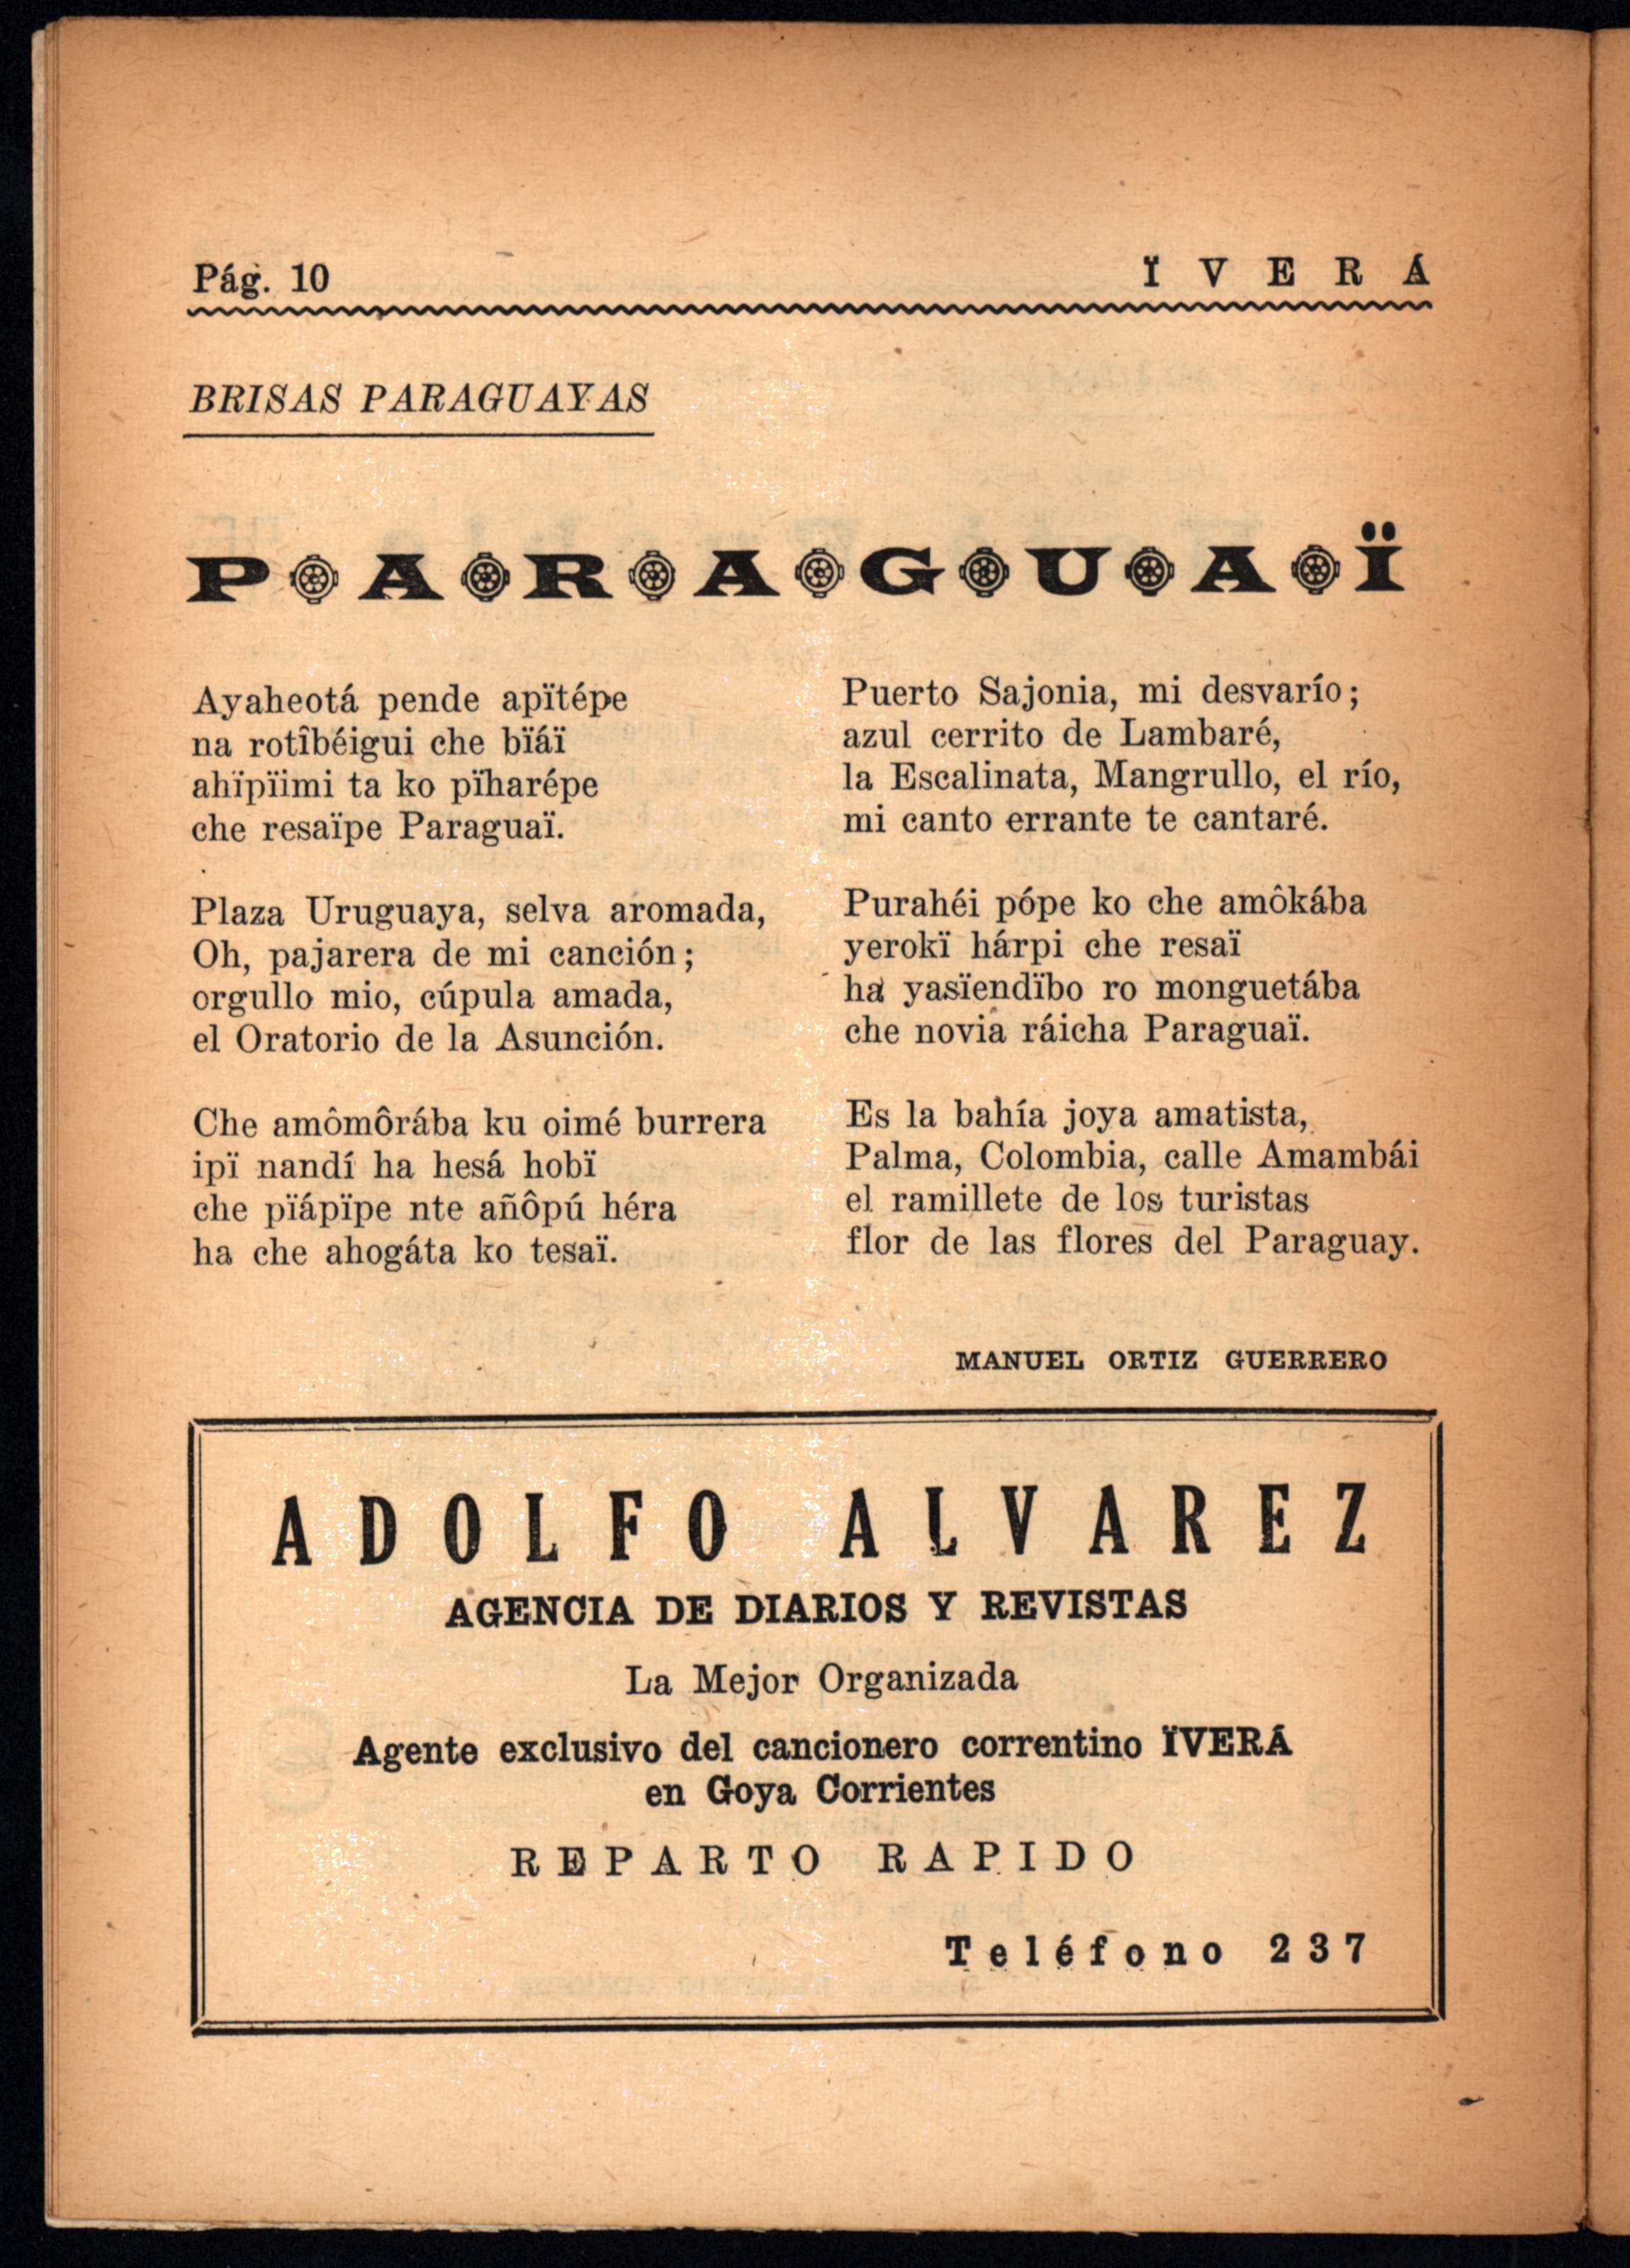 Pág. 10
Ï V E R Á
BRISAS PARAGUAYAS
PARAGUAÏ
Ayaheotá pende apïtépe
na rotîbéigui che bïáï
ahïpïimi ta ko pïharépe
che resaïpe Paraguaï.
Plaza Uruguaya, selva aromada,
Oh, pajarera de mi canción;
orgullo mio, cúpula amada,
el Oratorio de la Asunción.
Che amômôrába ku oimé burrera
ipï nandí ha hesá hobï
che pïápïpe nte añôpú héra
ha che ahogáta ko tesaï.
Puerto Sajonia, mi desvarío;
azul cerrito de Lambaré,
la Escalinata, Mangrullo, el río,
mi canto errante te cantaré.
Purahéi pópe ko che amôkába
yerokï hárpi che resaï
ha yasïendïbo ro monguetába
che novia ráicha Paraguaï.
Es la bahía joya amatista,
Palma, Colombia, calle Amambái
el ramillete de los turistas
flor de las flores del Paraguay.
MANUEL ORTIZ GUERRERO
ADOLFO ALVAREZ
AGENCIA DE DIARIOS Y REVISTAS
La Mejor Organizada
Agente exclusivo del cancionero correntino ÏVERÁ
en Goya Corrientes
REPARTO RAPIDO
Teléfono 237